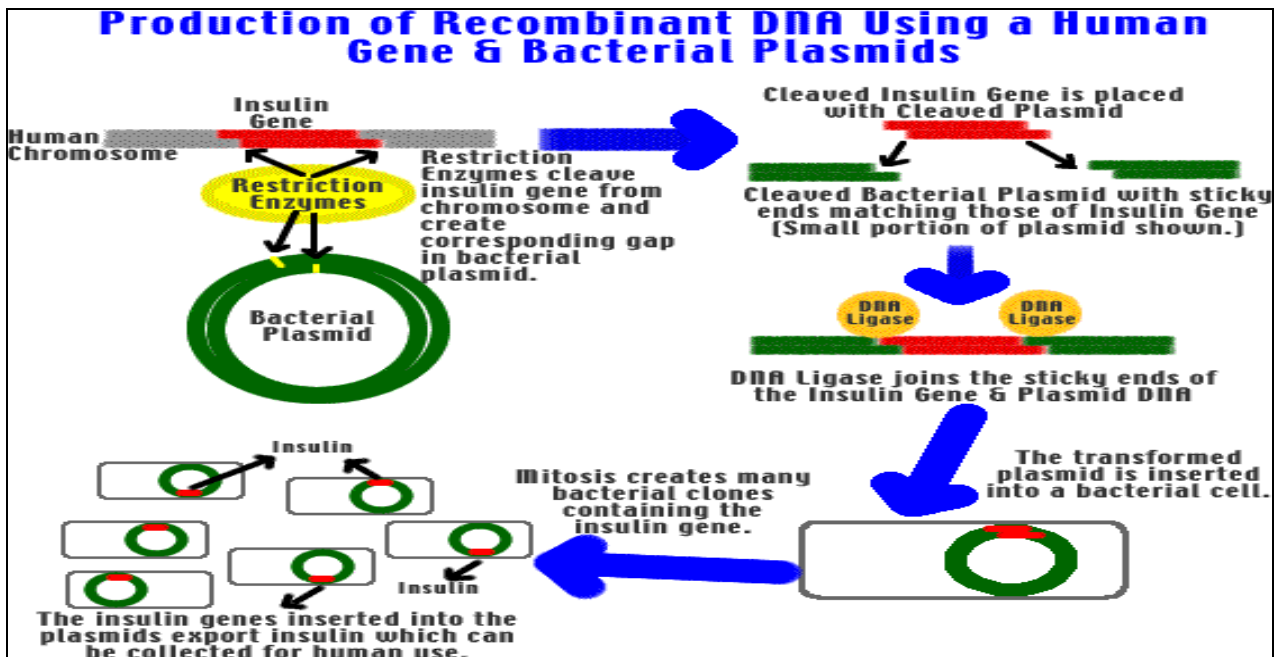 Production of Recombinant DNA Using a Human
Gene & Bacterial Plasmids
Insulin
Gene
Human
Chromosome
Restriction
Enzymes
Restriction
Enzymes cleave
insulin gene from
chromosome and
create
corresponding gap
in bacterial
plasmid.
Bacterial
Plasmid
Cleaved Insulin Gene is placed
with Cleaved Plasmid
Cleaved Bacterial Plasmid with sticky
ends matching those of Insulin Gene
(Small portion of plasmid shown.)
DNA
Ligase
DNA
Ligase
DNA Ligase joins the sticky ends of
the Insulin Gene & Plasmid DNA
The transformed
plasmid is inserted
into a bacterial cell.
Mitosis creates many
bacterial clones
containing the
insulin gene.
Insulin
Insulin
The insulin genes inserted into the
plasmids export insulin which can
be collected for human use.